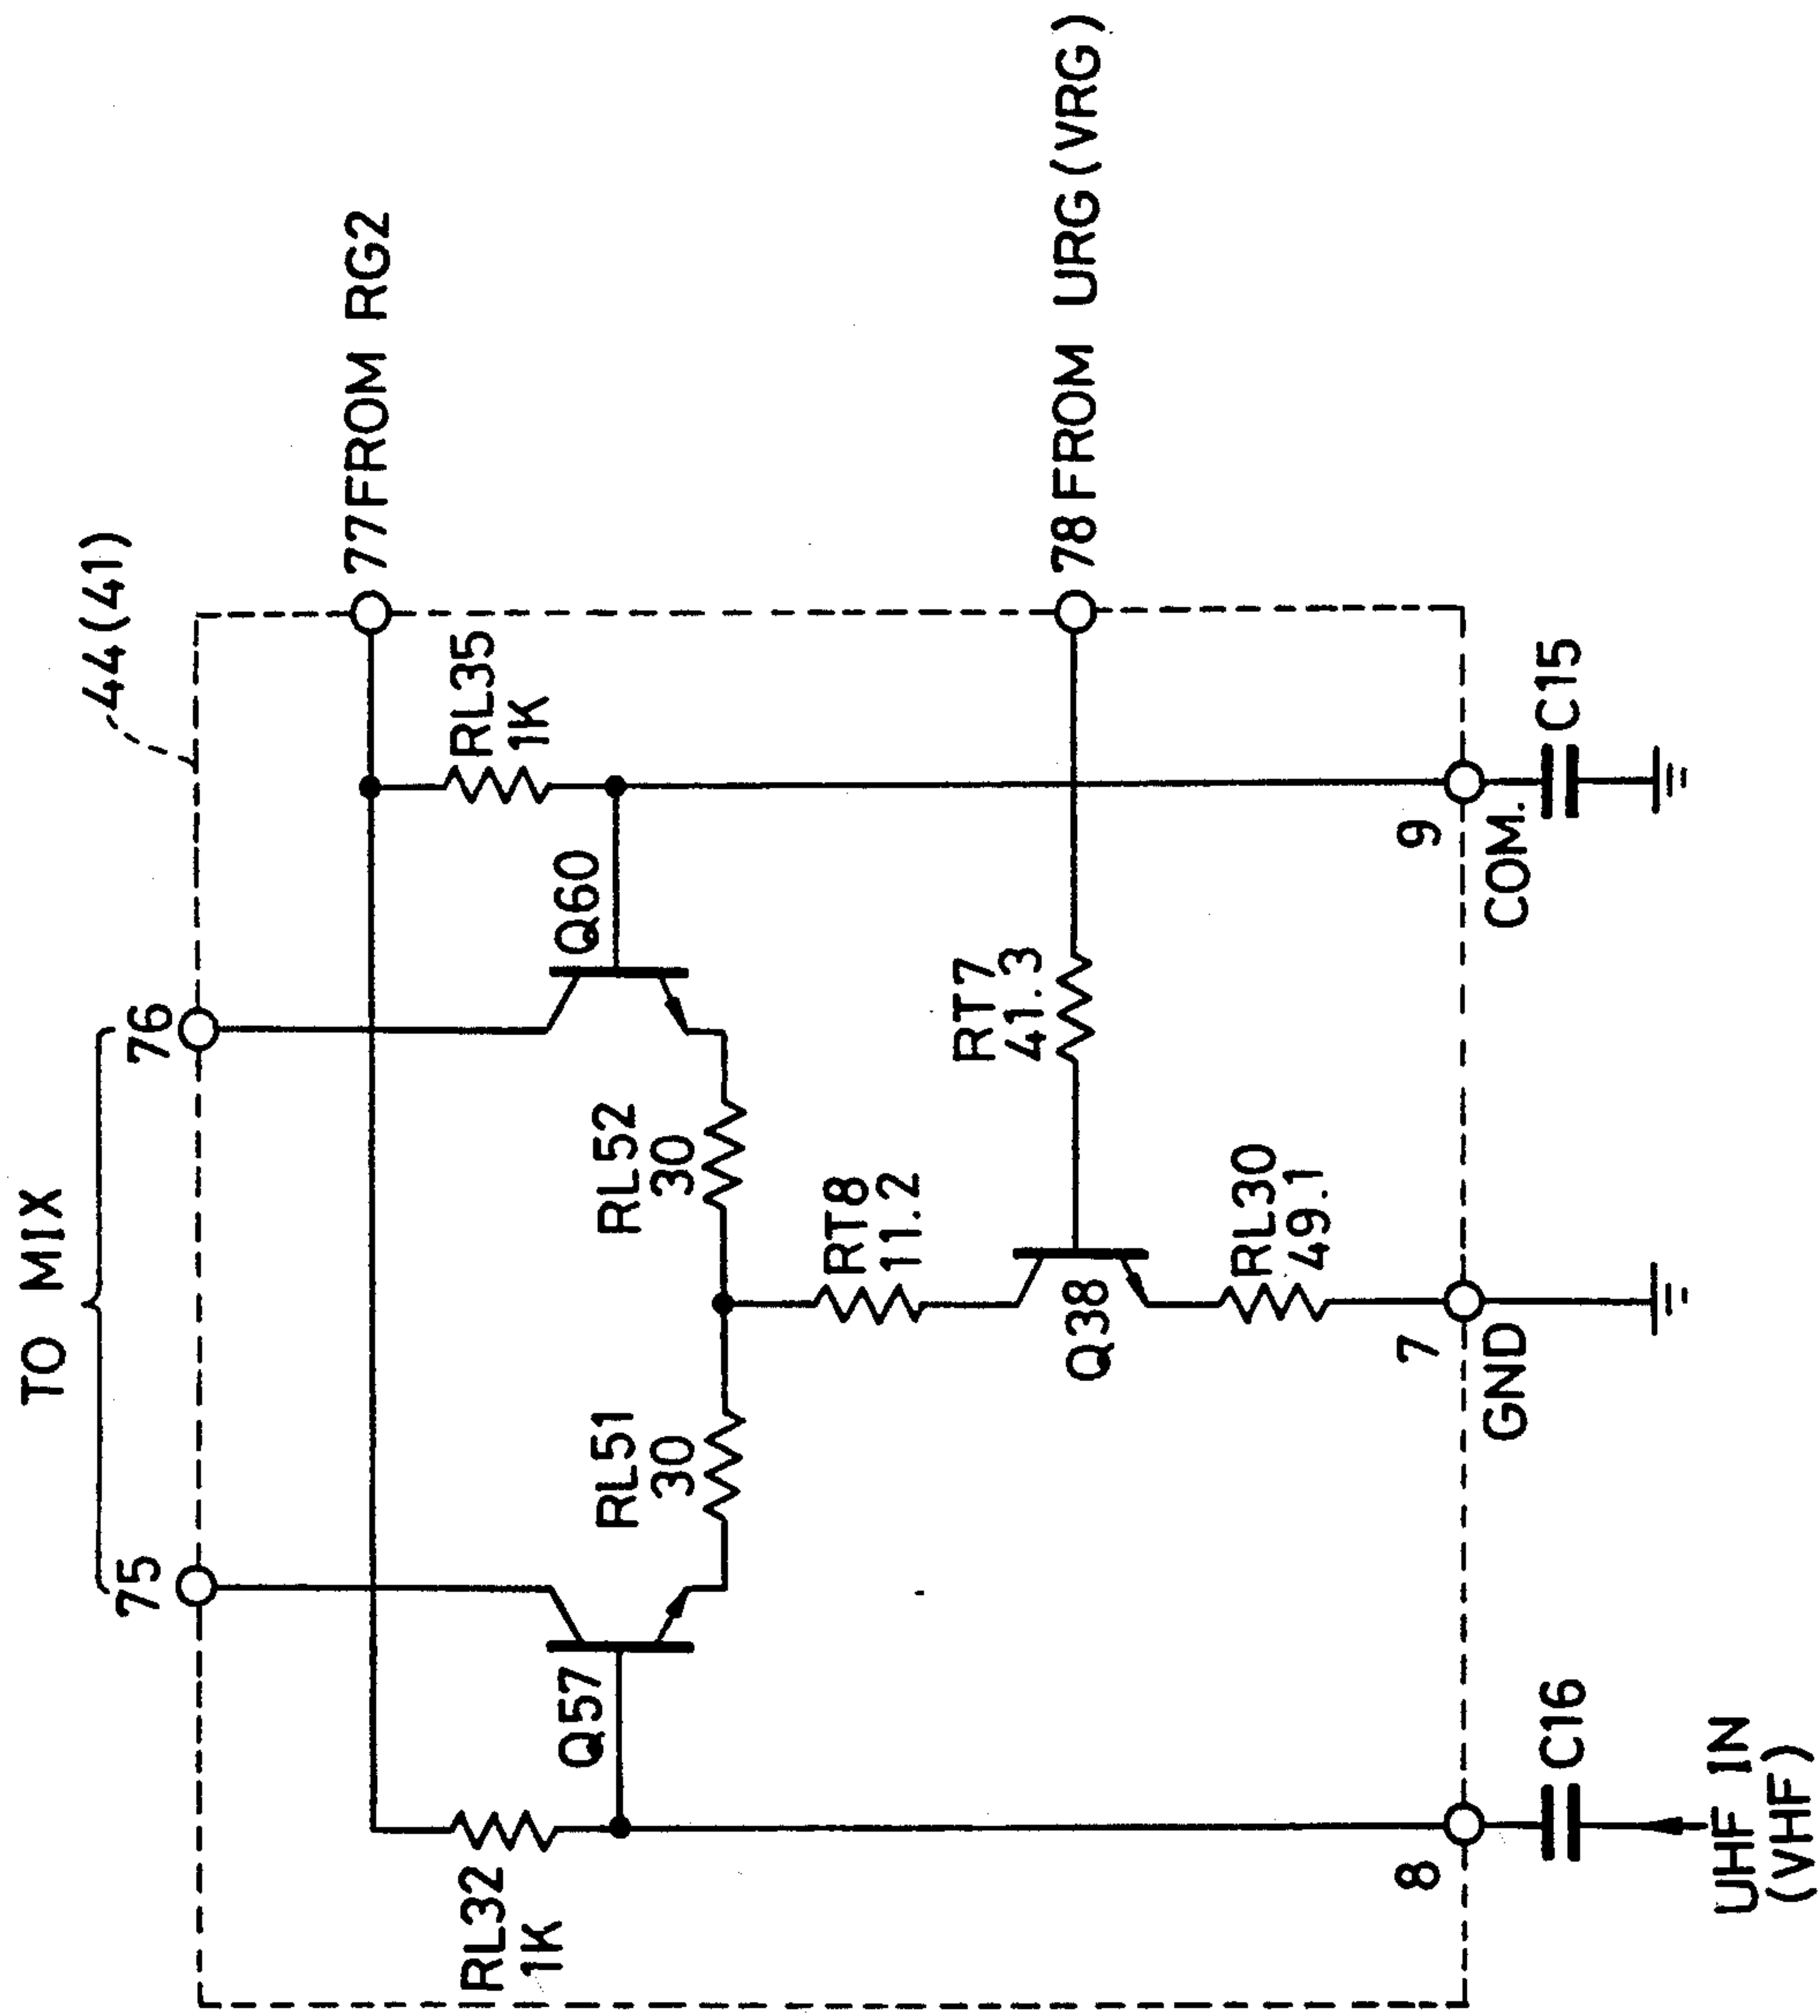 44(41)
TO MIX
75
76
77FROM RG2
RL32
1K
RL35
1K
Q57
Q60
RL51
30
RL52
30
RT8
11.2
RT7
41.3
78FROM URG(VRG)
Q38
RL30
49.1
8
7
9
GND
COM.
C16
C15
UHF IN
(VHF)